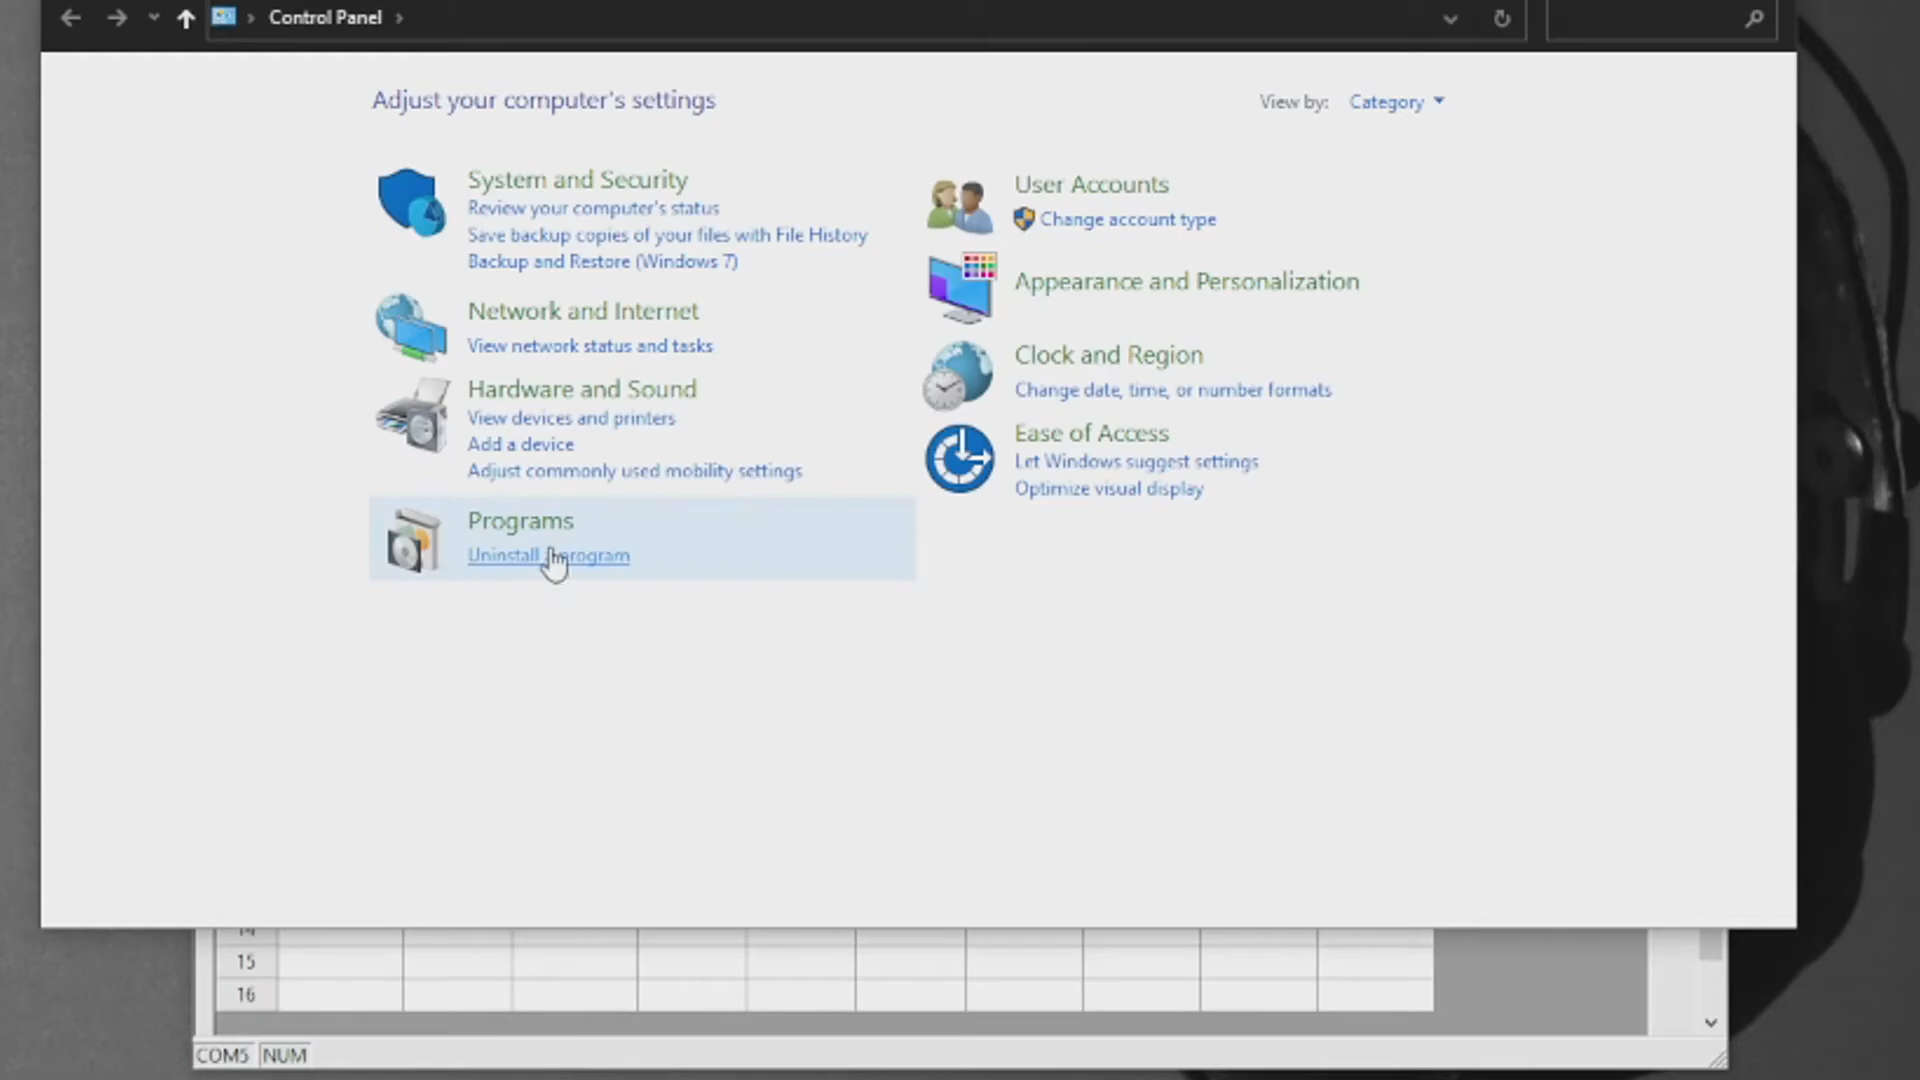 Control Panel
Adjust your computer's settings
View by: Category
System and Security
Review your computer's status
Save backup copies of your files with File History
Backup and Restore (Windows 7)
Network and Internet
View network status and tasks
Hardware and Sound
View devices and printers
Add a device
Adjust commonly used mobility settings
Programs
Uninstall program
User Accounts
Change account type
Appearance and Personalization
Clock and Region
Change date, time, or number formats
Ease of Access
Let Windows suggest settings
Optimize visual display
14
15
16
COM5 NUM